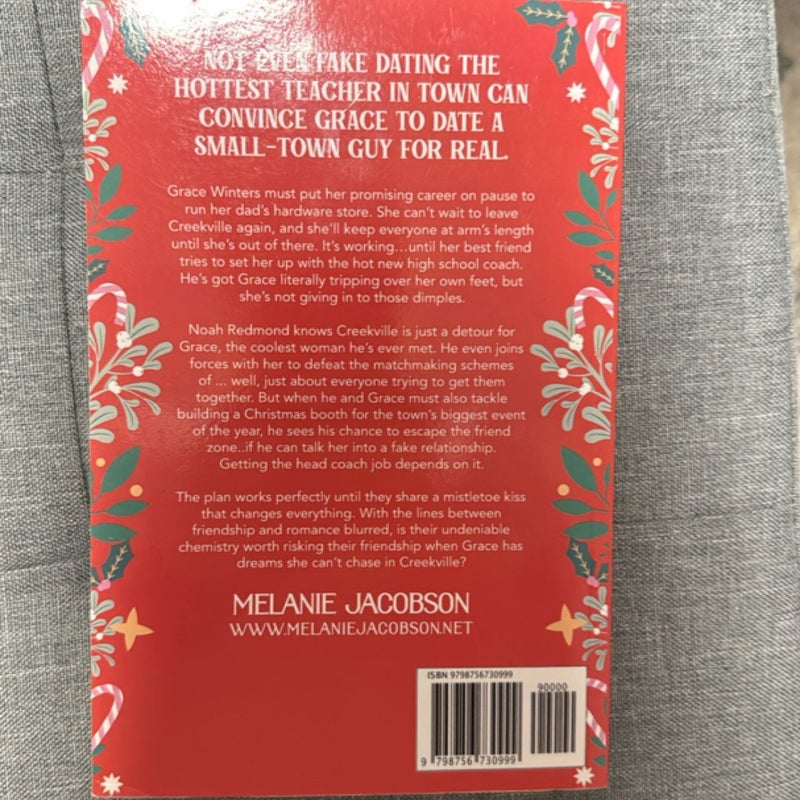 NOT EVEN FAKE DATING THE
HOTTEST TEACHER IN TOWN CAN
CONVINCE GRACE TO DATE A
SMALL-TOWN GUY FOR REAL.
Grace Winters must put her promising career on pause to
run her dad's hardware store. She can't wait to leave
Creekville again, and she'll keep everyone at arm's length
until she's out of there. It's working...until her best friend
tries to set her up with the hot new high school coach.
He's got Grace literally tripping over her own feet, but
she's not giving in to those dimples.
Noah Redmond knows Creekville is just a detour for
Grace, the coolest woman he's ever met. He even joins
forces with her to defeat the matchmaking schemes
of ... well, just about everyone trying to get them
together. But when he and Grace must also tackle
building a Christmas booth for the town's biggest event
of the year, he sees his chance to escape the friend
zone..if he can talk her into a fake relationship.
Getting the head coach job depends on it.
The plan works perfectly until they share a mistletoe kiss
that changes everything. With the lines between
friendship and romance blurred, is their undeniable
chemistry worth risking their friendship when Grace has
dreams she can't chase in Creekville?
MELANIE JACOBSON
WWW.MELANIEJACOBSON.NET
ISBN 9798756730999
90000
9 798756 730999